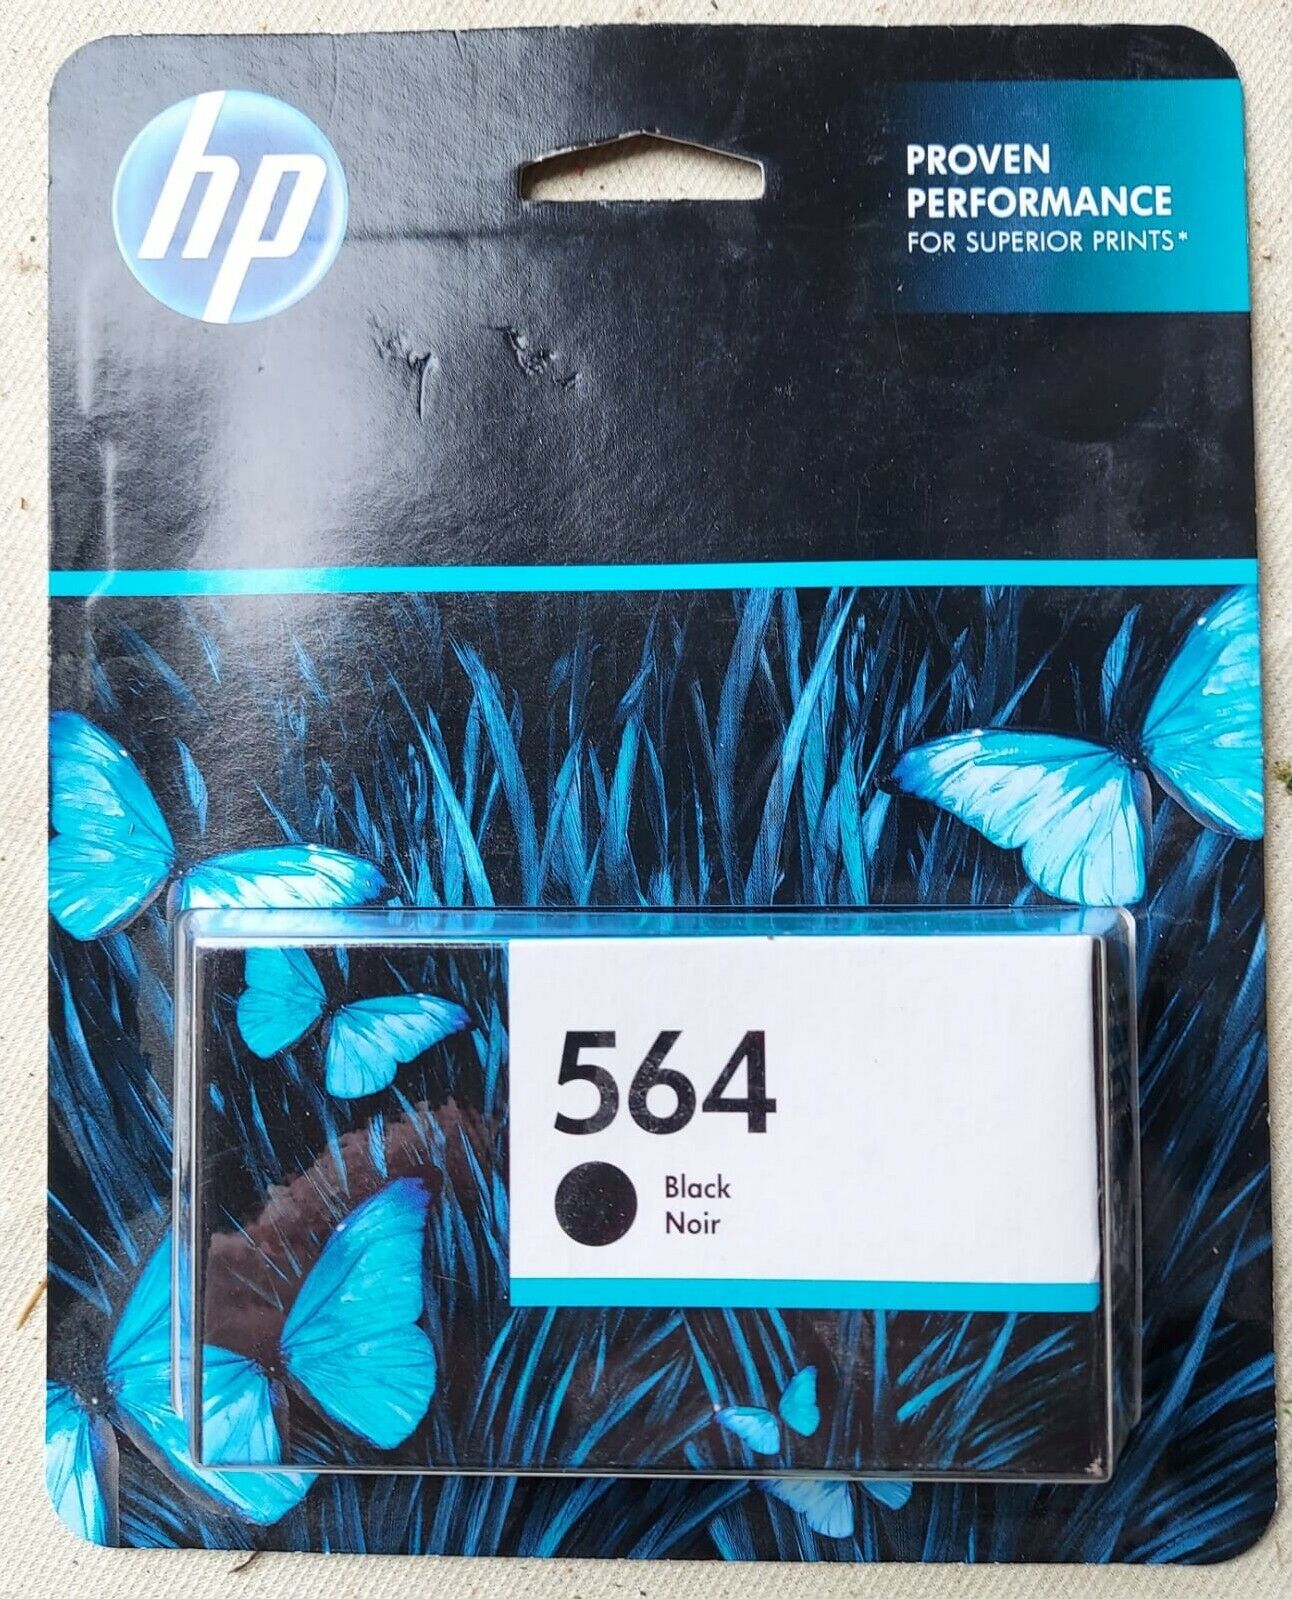 hp
PROVEN
PERFORMANCE
FOR SUPERIOR PRINTS*
564
Black
Noir